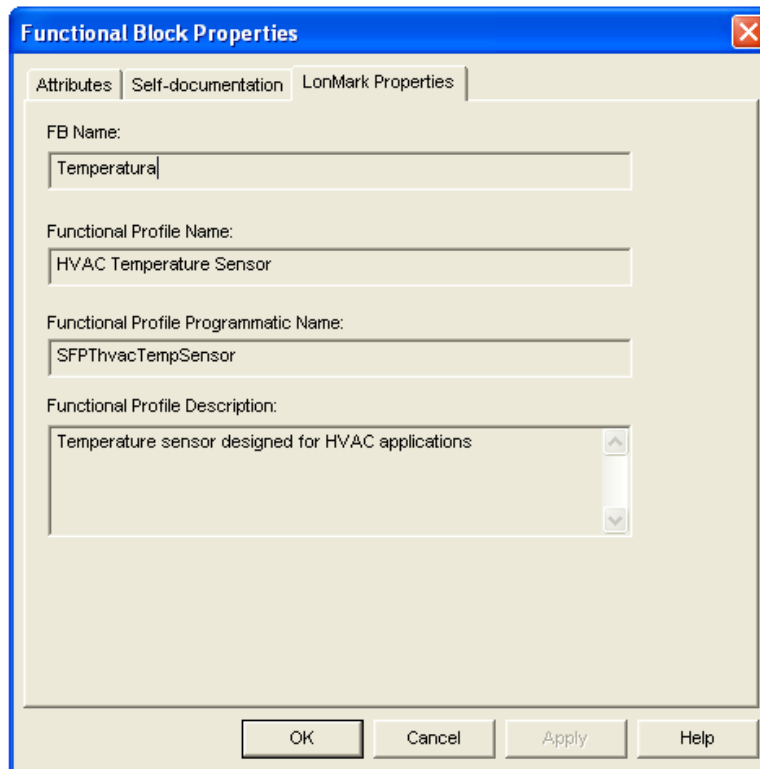 Functional Block Properties
Attributes Self-documentation LonMark Properties
FB Name:
Temperatura
Functional Profile Name:
HVAC Temperature Sensor
Functional Profile Programmatic Name:
SFPThvacTempSensor
Functional Profile Description:
Temperature sensor designed for HVAC applications
OK Cancel Apply Help